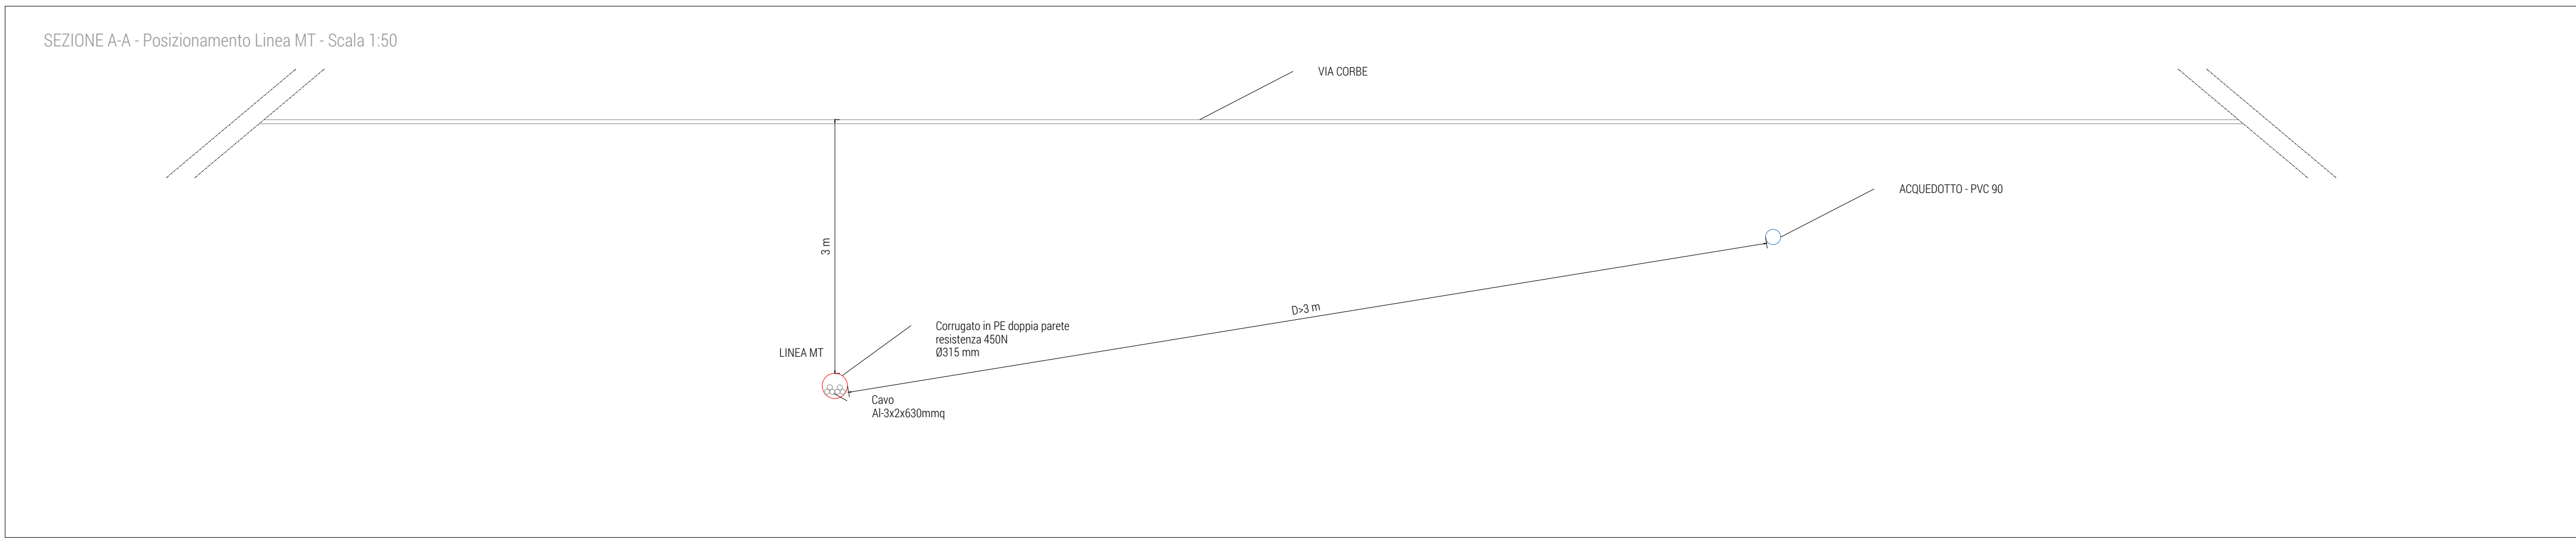 SEZIONE A-A - Posizionamento Linea MT - Scala 1:50
VIA CORBE
ACQUEDOTTO - PVC 90
3 m
D>3 m
Corrugato in PE doppia parete
resistenza 450N
Ø315 mm
LINEA MT
Cavo
Al-3x2x630mmq